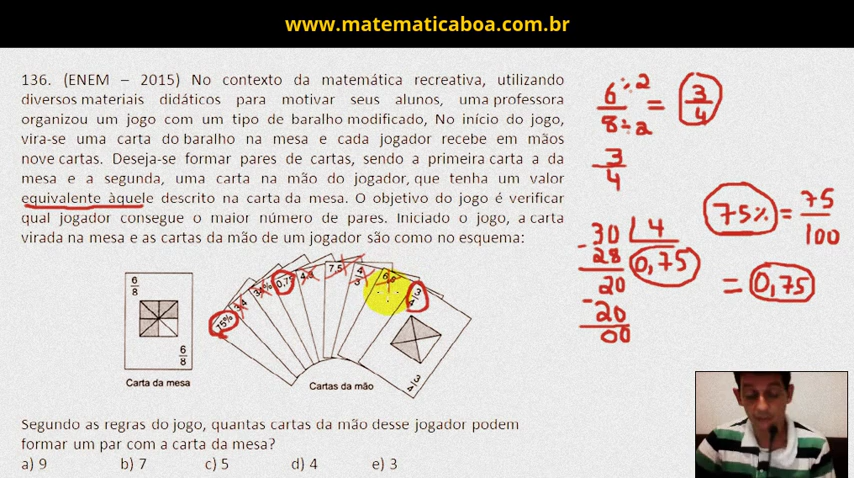 www.matematicaboa.com.br
136. (ENEM – 2015) No contexto da matemática recreativa, utilizando
diversos materiais didáticos para motivar seus alunos, uma professora
organizou um jogo com um tipo de baralho modificado, No início do jogo,
vira-se uma carta do baralho na mesa e cada jogador recebe em mãos
nove cartas. Deseja-se formar pares de cartas, sendo a primeira carta a da
mesa e a segunda, uma carta na mão do jogador, que tenha um valor
equivalente àquele descrito na carta da mesa. O objetivo do jogo é verificar
qual jogador consegue o maior número de pares. Iniciado o jogo, a carta
virada na mesa e as cartas da mão de um jogador são como no esquema:
6/8
6/8
Carta da mesa
75%
0,75
4,3
7,5
4/3
3/4
3/4
Cartas da mão
Segundo as regras do jogo, quantas cartas da mão desse jogador podem
formar um par com a carta da mesa?
a) 9 b) 7 c) 5 d) 4 e) 3
6÷2/8÷2 = 3/4
3/4
30 4
-28 0,75
20
-20
00
75% = 75/100
= 0,75